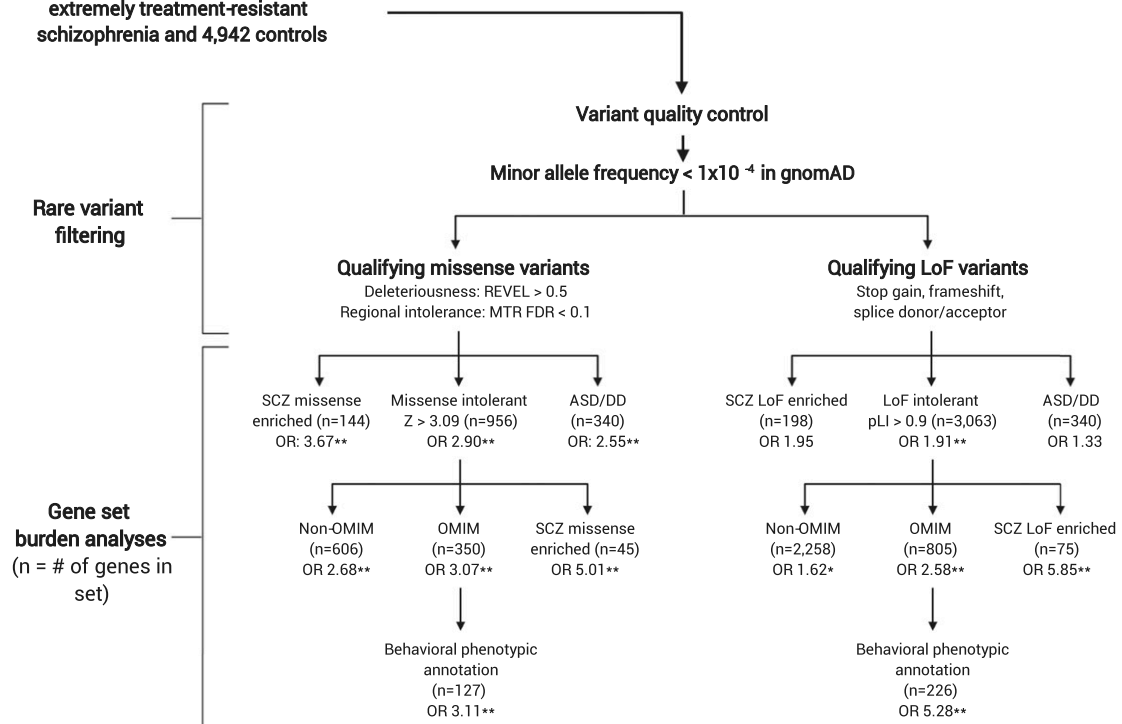 extremely treatment-resistant
schizophrenia and 4,942 controls
Variant quality control
Minor allele frequency < 1x10 -4 in gnomAD
Rare variant
filtering
Qualifying missense variants
Deleteriousness: REVEL > 0.5
Regional intolerance: MTR FDR < 0.1
Qualifying LoF variants
Stop gain, frameshift,
splice donor/acceptor
SCZ missense
enriched (n=144)
OR: 3.67**
Missense intolerant
Z > 3.09 (n=956)
OR 2.90**
ASD/DD
(n=340)
OR: 2.55**
SCZ LoF enriched
(n=198)
OR 1.95
LoF intolerant
pLI > 0.9 (n=3,063)
OR 1.91**
ASD/DD
(n=340)
OR 1.33
Gene set
burden analyses
(n = # of genes in
set)
Non-OMIM
(n=606)
OR 2.68**
OMIM
(n=350)
OR 3.07**
SCZ missense
enriched (n=45)
OR 5.01**
Non-OMIM
(n=2,258)
OR 1.62*
OMIM
(n=805)
OR 2.58**
SCZ LoF enriched
(n=75)
OR 5.85**
Behavioral phenotypic
annotation
(n=127)
OR 3.11**
Behavioral phenotypic
annotation
(n=226)
OR 5.28**